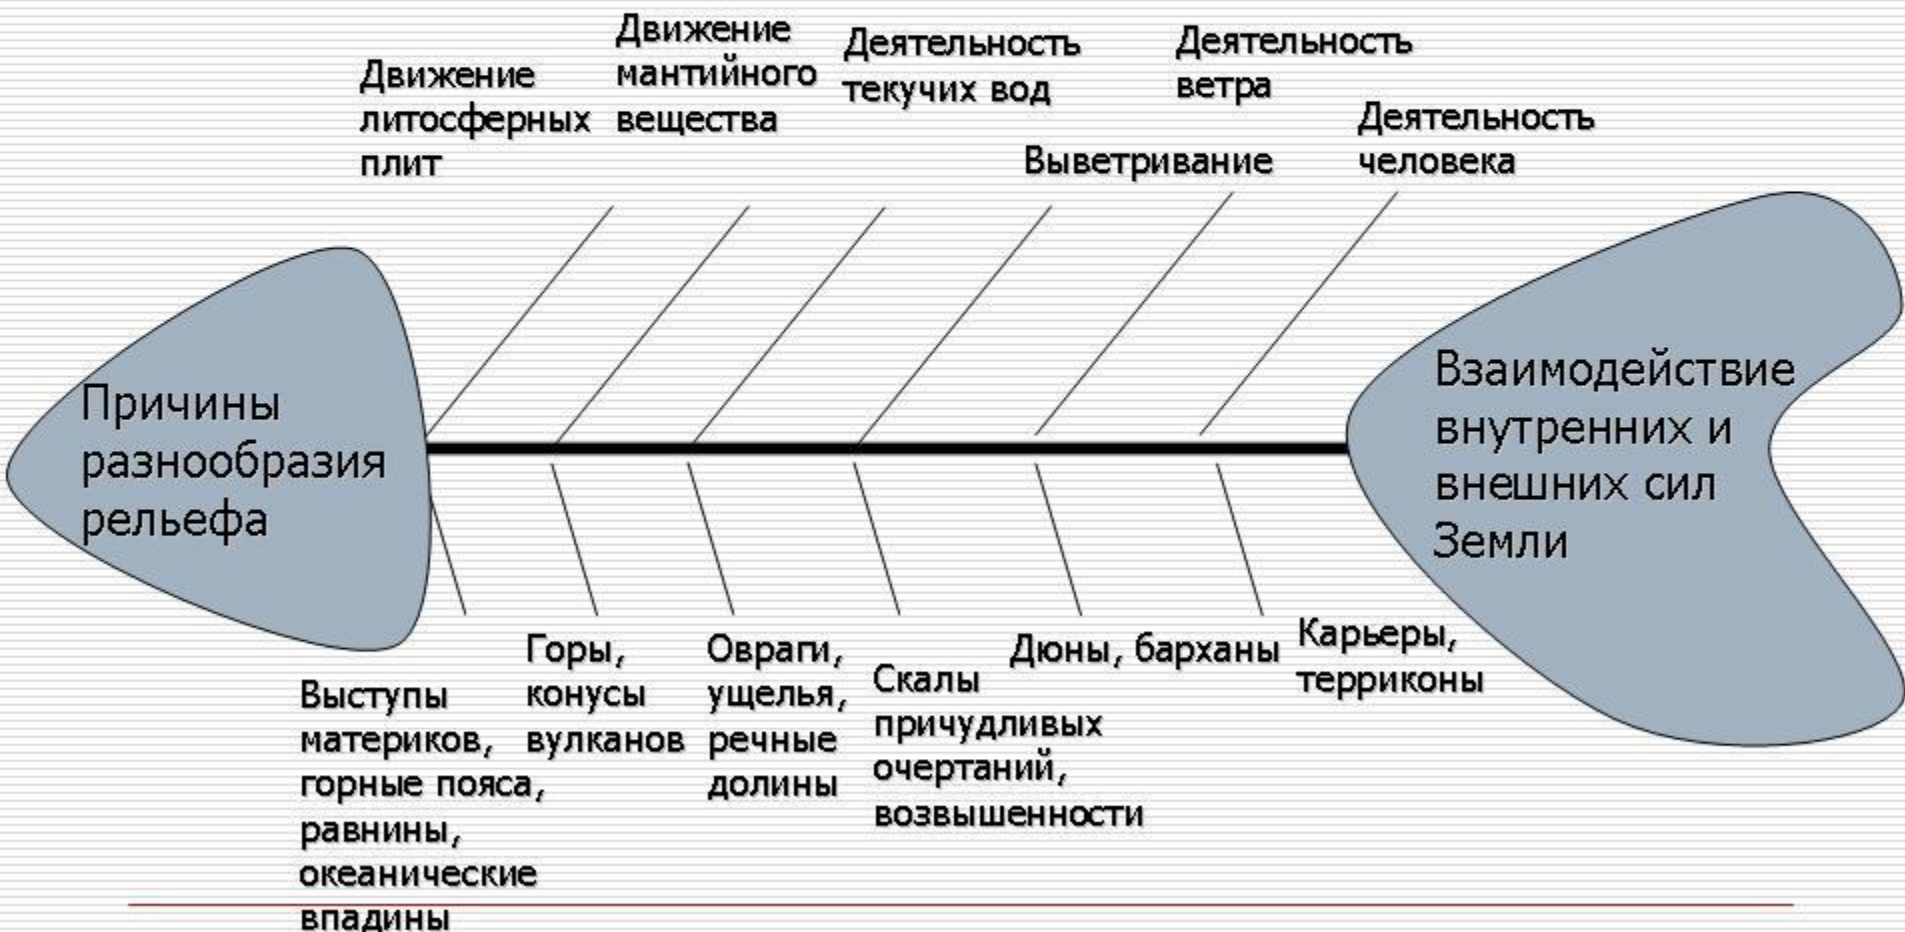 Движение
литосферных
плит
Движение
мантийного
вещества
Деятельность
текучих вод
Выветривание
Деятельность
ветра
Деятельность
человека
Причины
разнообразия
рельефа
Взаимодействие
внутренних и
внешних сил
Земли
Выступы
материков,
горные пояса,
равнины,
океанические
впадины
Горы,
конусы
вулканов
Овраги,
ущелья,
речные
долины
Скалы
причудливых
очертаний,
возвышенности
Дюны, барханы
Карьеры,
терриконы